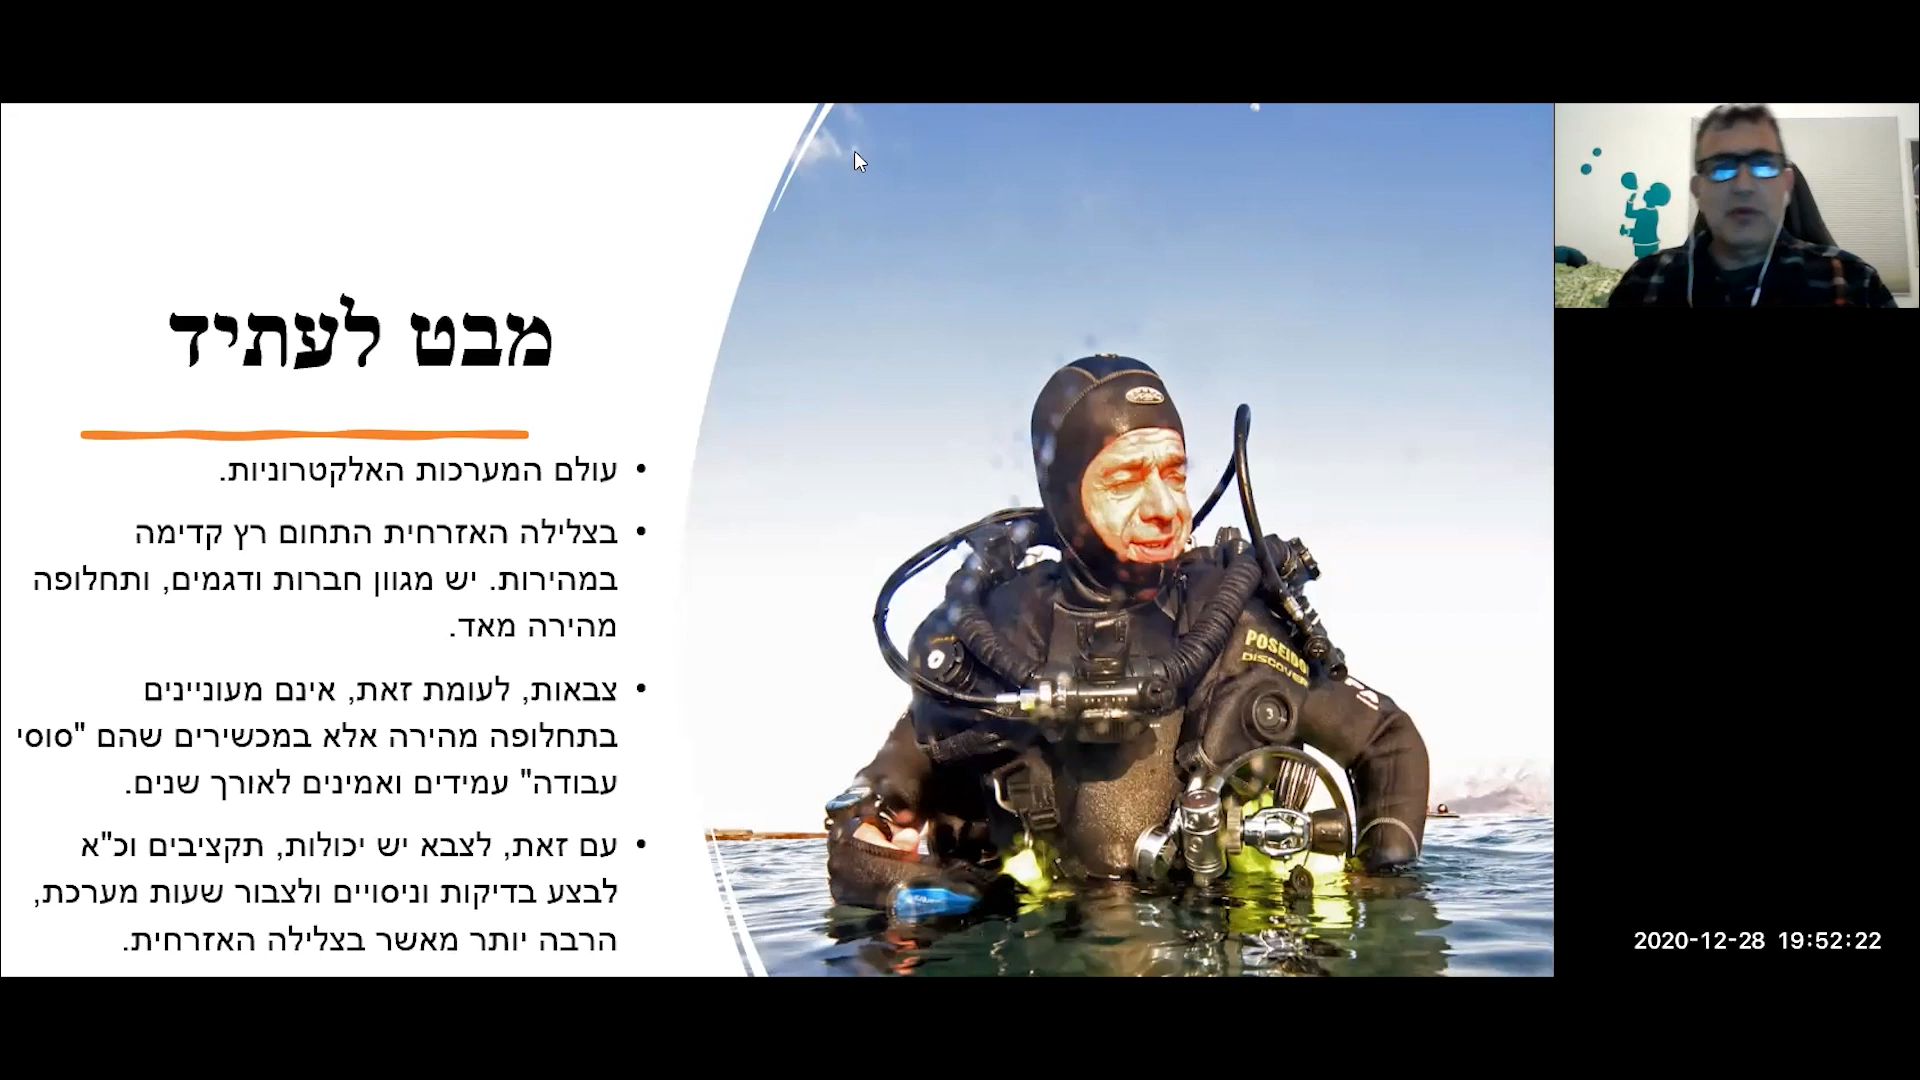 מבט לעתיד
עולם המערכות האלקטרוניות.
בצלילה האזרחית התחום רץ קדימה
במהירות. יש מגוון חברות ודגמים, ותחלופה
מהירה מאד.
צבאות, לעומת זאת, אינם מעוניינים
בתחלופה מהירה אלא במכשירים שהם "סוסי
עבודה" עמידים ואמינים לאורך שנים.
עם זאת, לצבא יש יכולות, תקציבים וכ"א
לבצע בדיקות וניסויים ולצבור שעות מערכת,
הרבה יותר מאשר בצלילה האזרחית.
3
2020-12-28 19:52:22